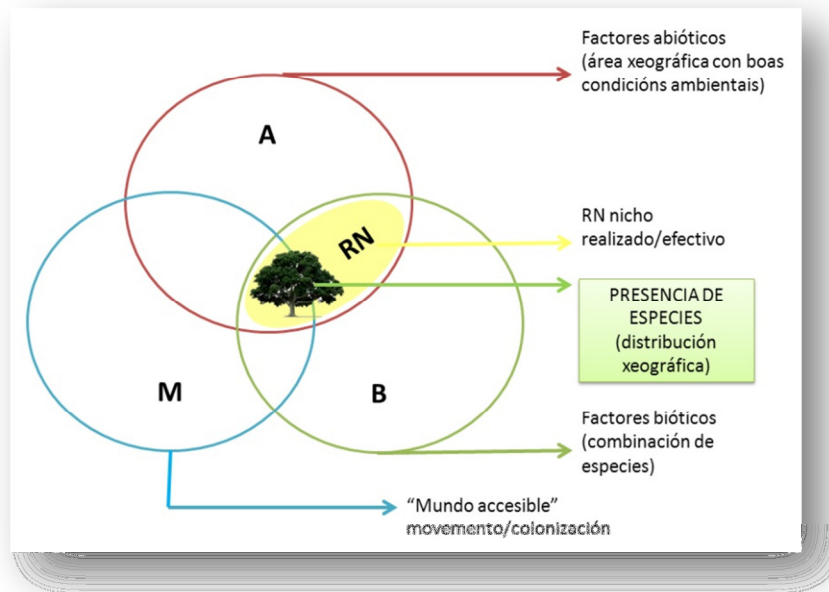 Factores abióticos
(área xeográfica con boas
condicións ambientais)
A
RN nicho
realizado/efectivo
RN
PRESENCIA DE
ESPECIES
(distribución
xeográfica)
M
B
Factores bióticos
(combinación de
especies)
“Mundo accesible”
movemento/colonización